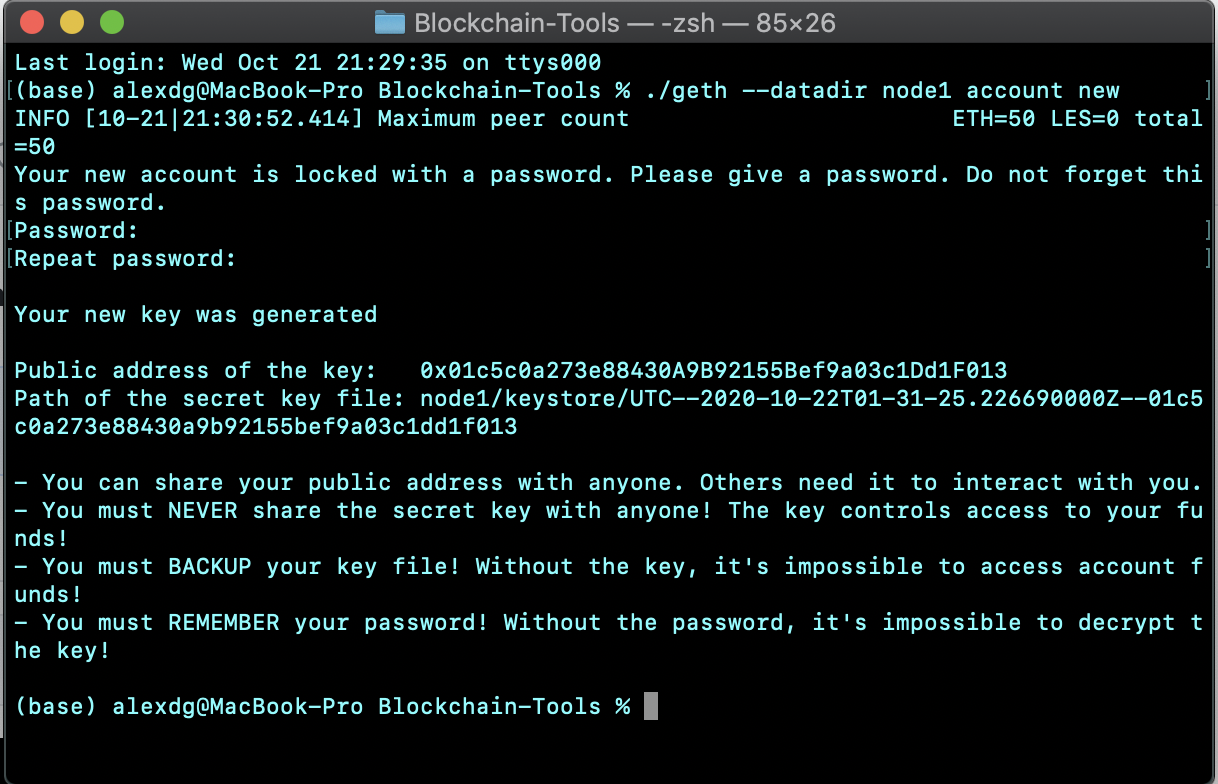 Blockchain-Tools — -zsh — 85×26
Last login: Wed Oct 21 21:29:35 on ttys000
[(base) alexdg@MacBook-Pro Blockchain-Tools % ./geth --datadir node1 account new ]
INFO [10-21|21:30:52.414] Maximum peer count ETH=50 LES=0 total
=50
Your new account is locked with a password. Please give a password. Do not forget thi
s password.
[Password: ]
[Repeat password: ]
Your new key was generated
Public address of the key: 0x01c5c0a273e88430A9B92155Bef9a03c1Dd1F013
Path of the secret key file: node1/keystore/UTC--2020-10-22T01-31-25.226690000Z--01c5
c0a273e88430a9b92155bef9a03c1dd1f013
- You can share your public address with anyone. Others need it to interact with you.
- You must NEVER share the secret key with anyone! The key controls access to your fu
nds!
- You must BACKUP your key file! Without the key, it's impossible to access account f
unds!
- You must REMEMBER your password! Without the password, it's impossible to decrypt t
he key!
(base) alexdg@MacBook-Pro Blockchain-Tools %